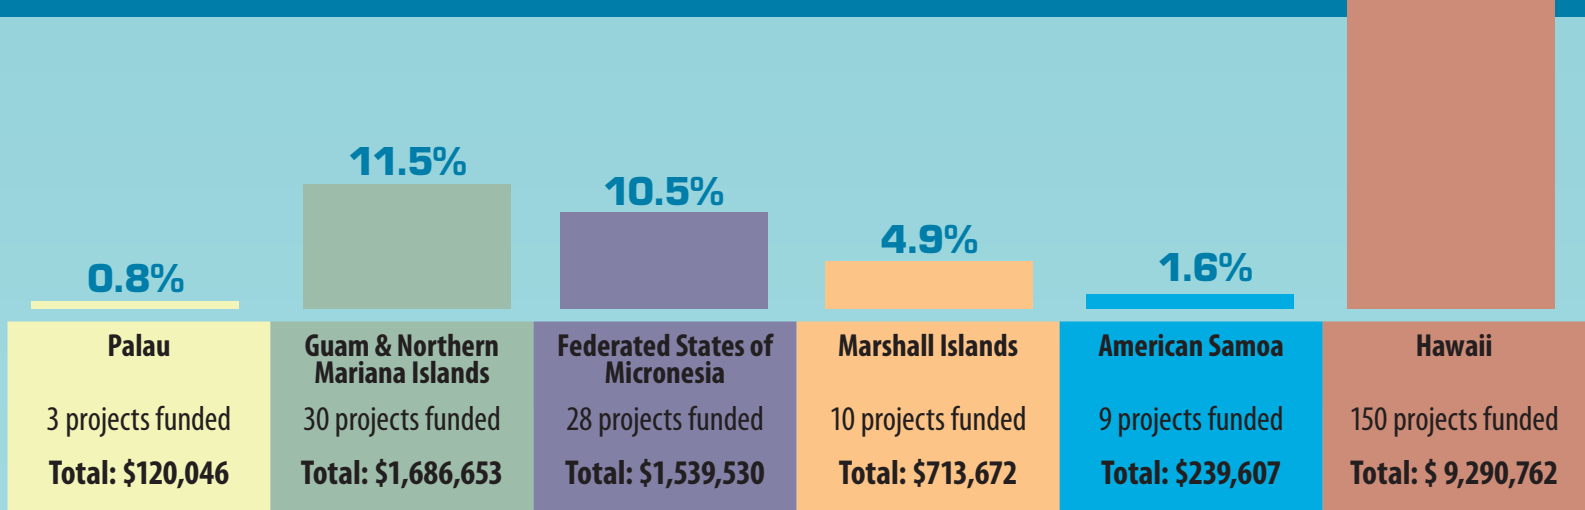 0.8%
11.5%
10.5%
4.9%
1.6%
Palau
3 projects funded
Total: $120,046
Guam & Northern
Mariana Islands
30 projects funded
Total: $1,686,653
Federated States of
Micronesia
28 projects funded
Total: $1,539,530
Marshall Islands
10 projects funded
Total: $713,672
American Samoa
9 projects funded
Total: $239,607
Hawaii
150 projects funded
Total: $ 9,290,762